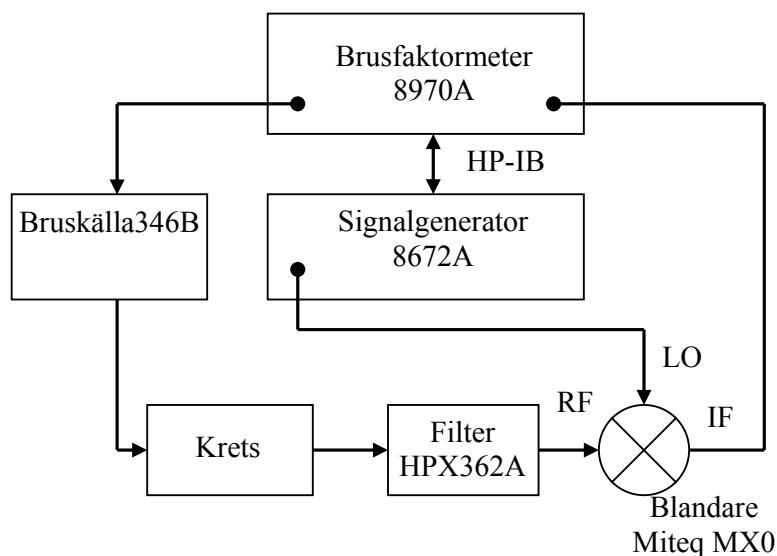 Brusfaktormeter
8970A
HP-IB
Bruskälla346B
Signalgenerator
8672A
LO
RF
IF
Krets
Filter
HPX362A
Blandare
Miteq MX0